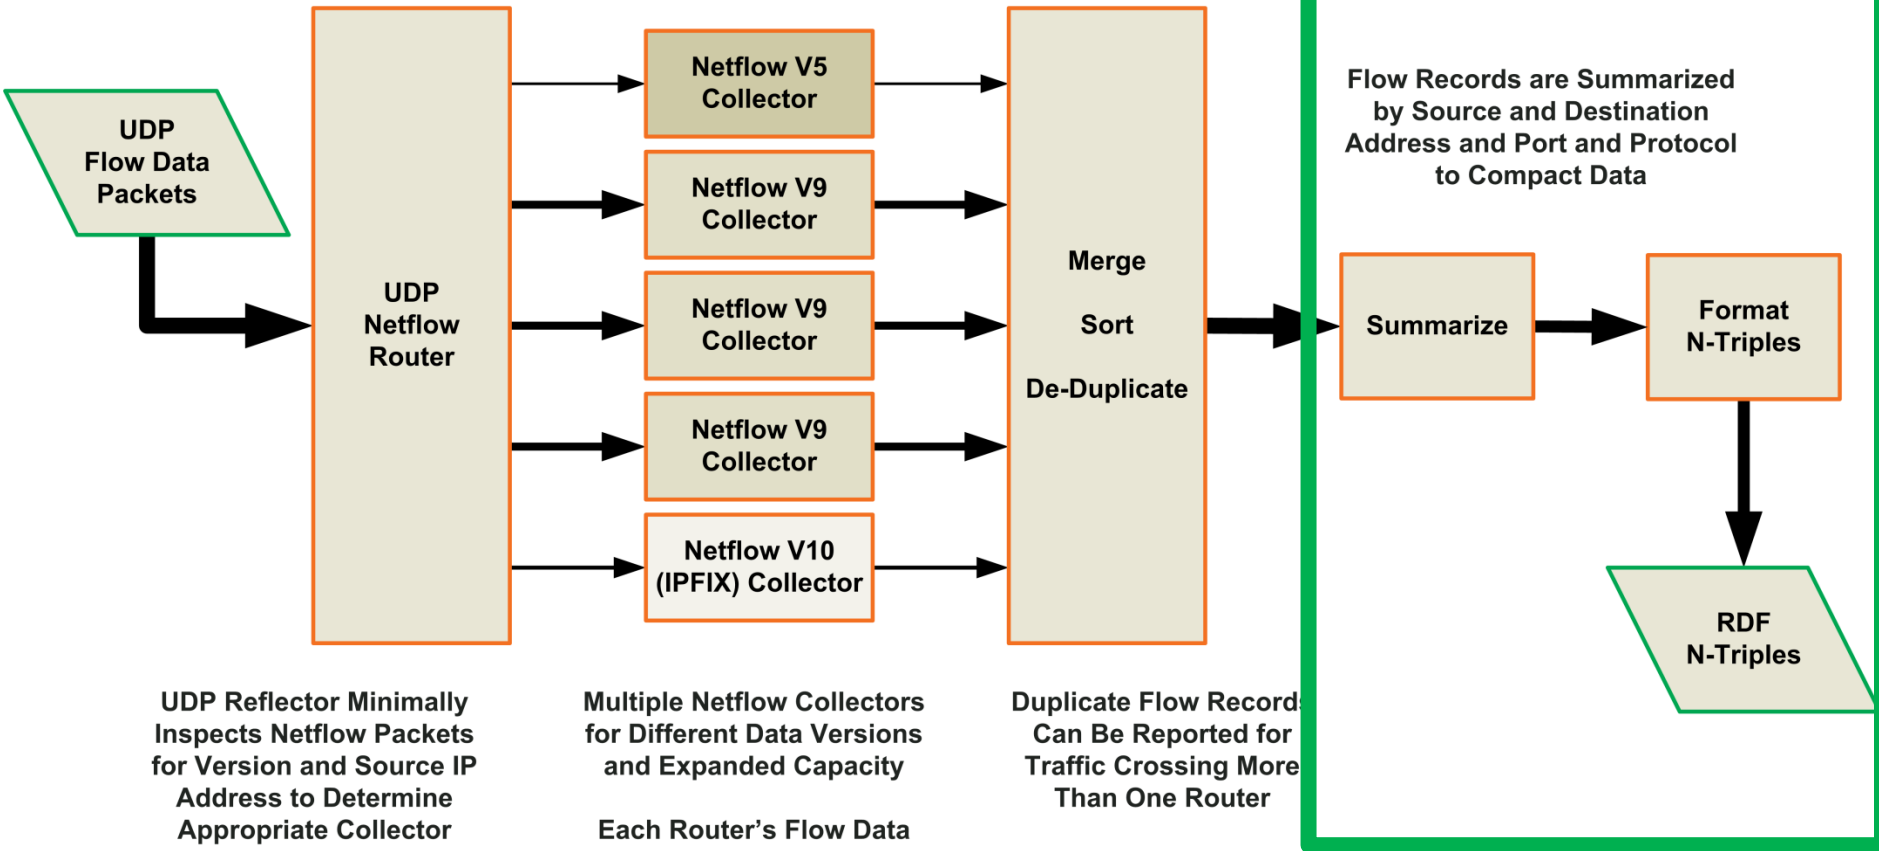 UDP
Flow Data
Packets
UDP
Netflow
Router
Netflow V5
Collector
Netflow V9
Collector
Netflow V9
Collector
Netflow V9
Collector
Netflow V10
(IPFIX) Collector
Merge
Sort
De-Duplicate
Flow Records are Summarized
by Source and Destination
Address and Port and Protocol
to Compact Data
Summarize
Format
N-Triples
RDF
N-Triples
UDP Reflector Minimally
Inspects Netflow Packets
for Version and Source IP
Address to Determine
Appropriate Collector
Multiple Netflow Collectors
for Different Data Versions
and Expanded Capacity
Each Router’s Flow Data
Duplicate Flow Records
Can Be Reported for
Traffic Crossing More
Than One Router